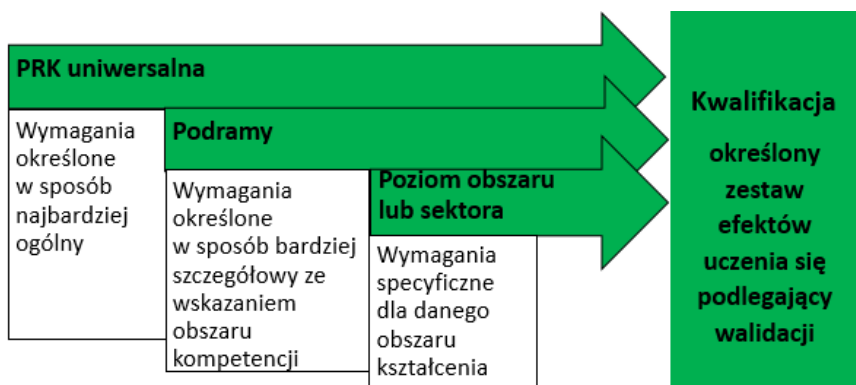 PRK uniwersalna
Wymagania
określone
w sposób
najbardziej
ogólny
Podramy
Wymagania
określone
w sposób bardziej
szczegółowy ze
wskazaniem
obszaru
kompetencji
Poziom obszaru
lub sektora
Wymagania
specyficzne
dla danego
obszaru
kształcenia
Kwalifikacja
określony
zestaw
efektów
uczenia się
podlegający
walidacji